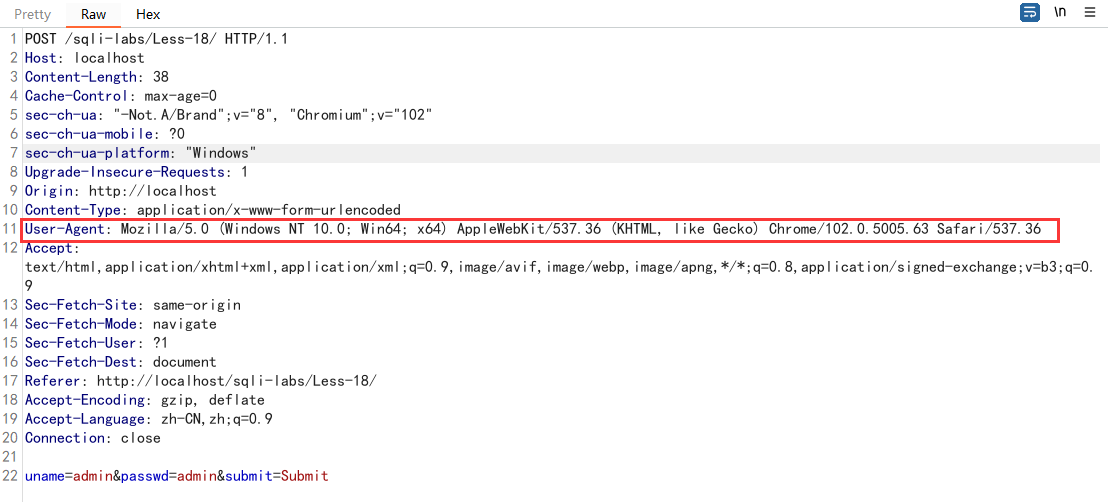 Pretty Raw Hex \n
1 POST /sqli-labs/Less-18/ HTTP/1.1
2 Host: localhost
3 Content-Length: 38
4 Cache-Control: max-age=0
5 sec-ch-ua: "-Not.A/Brand";v="8", "Chromium";v="102"
6 sec-ch-ua-mobile: ?0
7 sec-ch-ua-platform: "Windows"
8 Upgrade-Insecure-Requests: 1
9 Origin: http://localhost
10 Content-Type: application/x-www-form-urlencoded
11 User-Agent: Mozilla/5.0 (Windows NT 10.0; Win64; x64) AppleWebKit/537.36 (KHTML, like Gecko) Chrome/102.0.5005.63 Safari/537.36
12 Accept:
text/html,application/xhtml+xml,application/xml;q=0.9,image/avif,image/webp,image/apng,*/*;q=0.8,application/signed-exchange;v=b3;q=0.
9
13 Sec-Fetch-Site: same-origin
14 Sec-Fetch-Mode: navigate
15 Sec-Fetch-User: ?1
16 Sec-Fetch-Dest: document
17 Referer: http://localhost/sqli-labs/Less-18/
18 Accept-Encoding: gzip, deflate
19 Accept-Language: zh-CN,zh;q=0.9
20 Connection: close
21
22 uname=admin&passwd=admin&submit=Submit